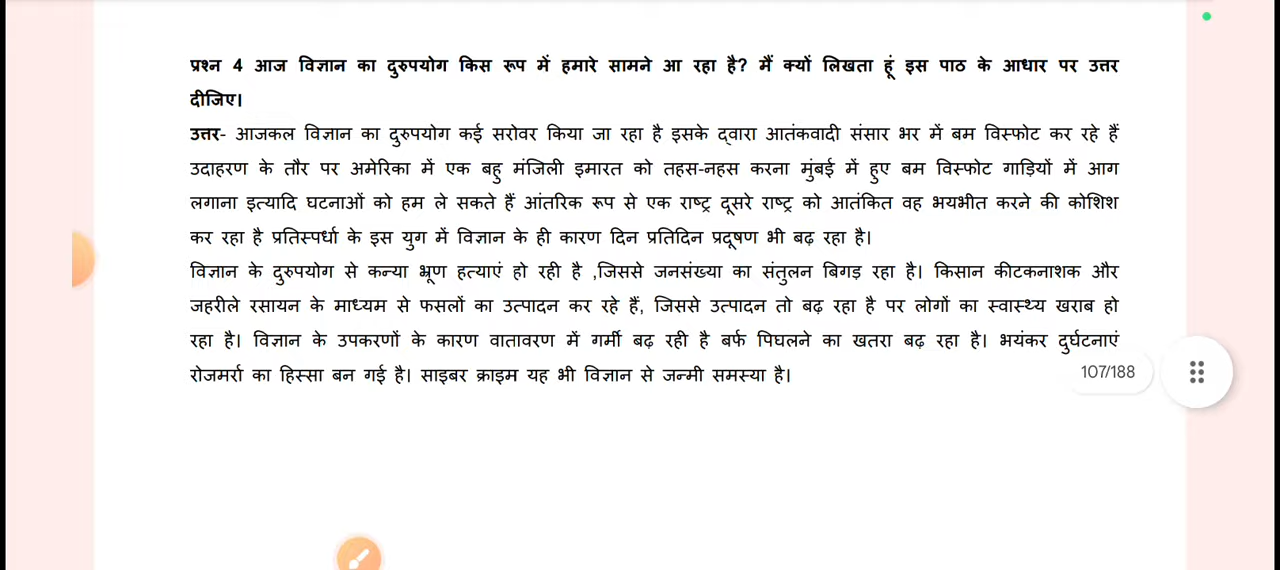 प्रश्न 4 आज विज्ञान का दुरुपयोग किस रूप में हमारे सामने आ रहा है? मैं क्यों लिखता हूं इस पाठ के आधार पर उत्तर
दीजिए।
उत्तर- आजकल विज्ञान का दुरुपयोग कई सरोवर किया जा रहा है इसके द्वारा आतंकवादी संसार भर में बम विस्फोट कर रहे हैं
उदाहरण के तौर पर अमेरिका में एक बहु मंजिली इमारत को तहस-नहस करना मुंबई में हुए बम विस्फोट गाड़ियों में आग
लगाना इत्यादि घटनाओं को हम ले सकते हैं आंतरिक रूप से एक राष्ट्र दूसरे राष्ट्र को आतंकित वह भयभीत करने की कोशिश
कर रहा है प्रतिस्पर्धा के इस युग में विज्ञान के ही कारण दिन प्रतिदिन प्रदूषण भी बढ़ रहा है।
विज्ञान के दुरुपयोग से कन्या भ्रूण हत्याएं हो रही है ,जिससे जनसंख्या का संतुलन बिगड़ रहा है। किसान कीटकनाशक और
जहरीले रसायन के माध्यम से फसलों का उत्पादन कर रहे हैं, जिससे उत्पादन तो बढ़ रहा है पर लोगों का स्वास्थ्य खराब हो
रहा है। विज्ञान के उपकरणों के कारण वातावरण में गर्मी बढ़ रही है बर्फ पिघलने का खतरा बढ़ रहा है। भयंकर दुर्घटनाएं
रोजमर्रा का हिस्सा बन गई है। साइबर क्राइम यह भी विज्ञान से जन्मी समस्या है।
107/188